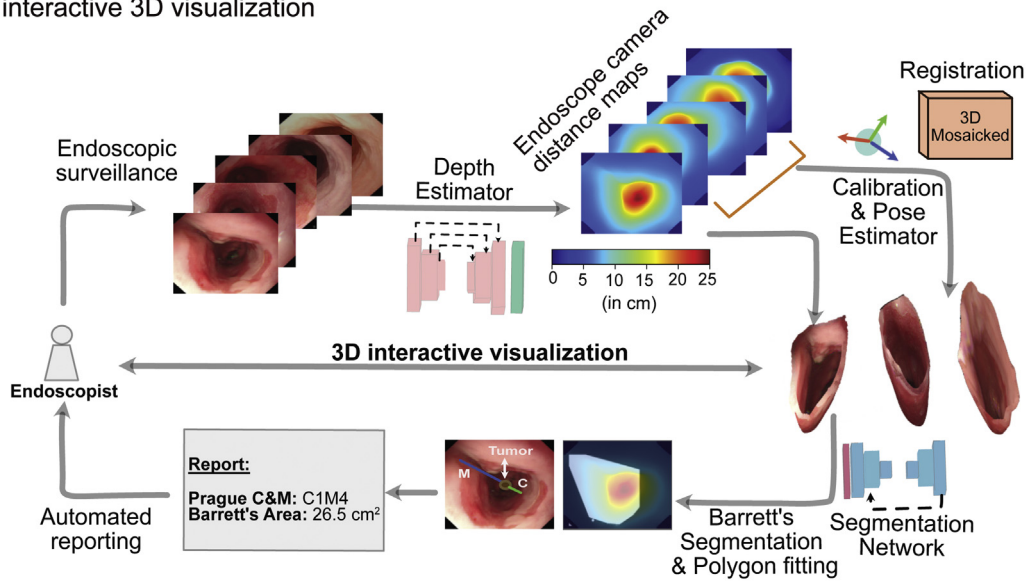 interactive 3D visualization
Endoscopic
surveillance
Depth
Estimator
Endoscope camera
distance maps
Registration
3D
Mosaicked
Calibration
& Pose
Estimator
0 5 10 15 20 25
(in cm)
3D interactive visualization
Endoscopist
Report:
Prague C&M: C1M4
Barrett's Area: 26.5 cm²
Tumor
M
C
Automated
reporting
Barrett's
Segmentation
& Polygon fitting
Segmentation
Network